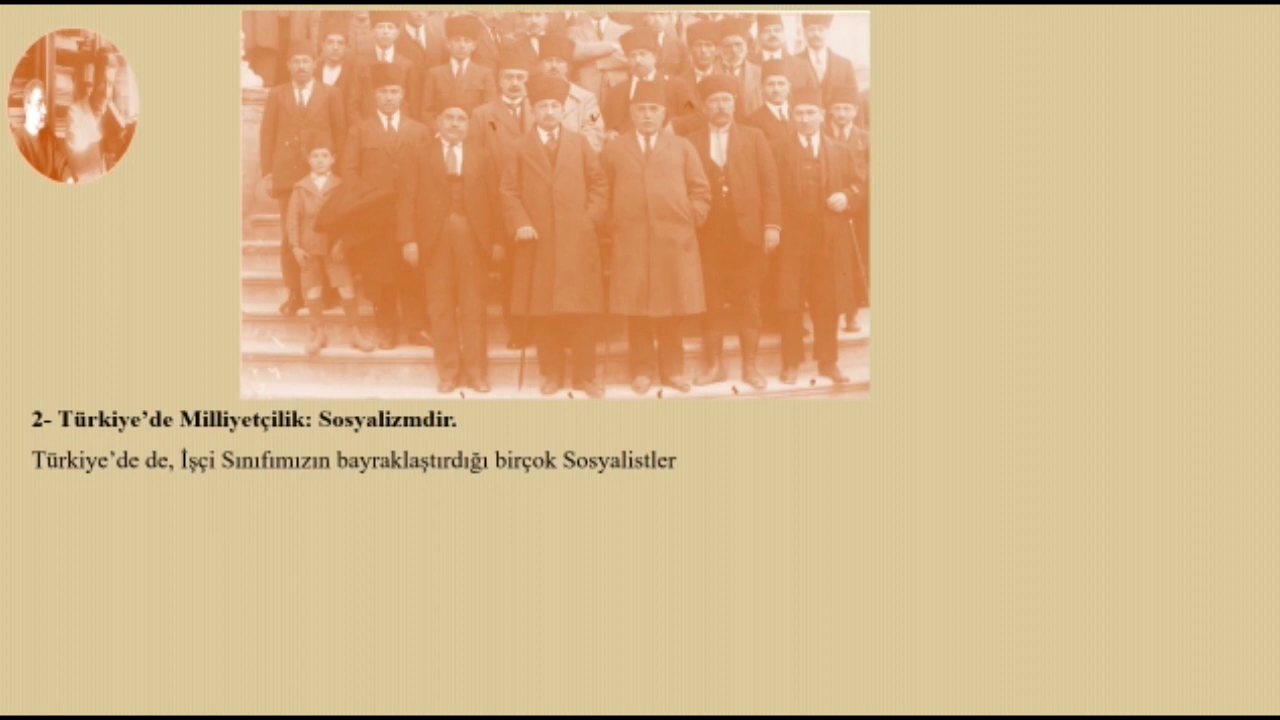 2- Türkiye’de Milliyetçilik: Sosyalizmdir.
Türkiye’de de, İşçi Sınıfımızın bayraklaştırdığı birçok Sosyalistler